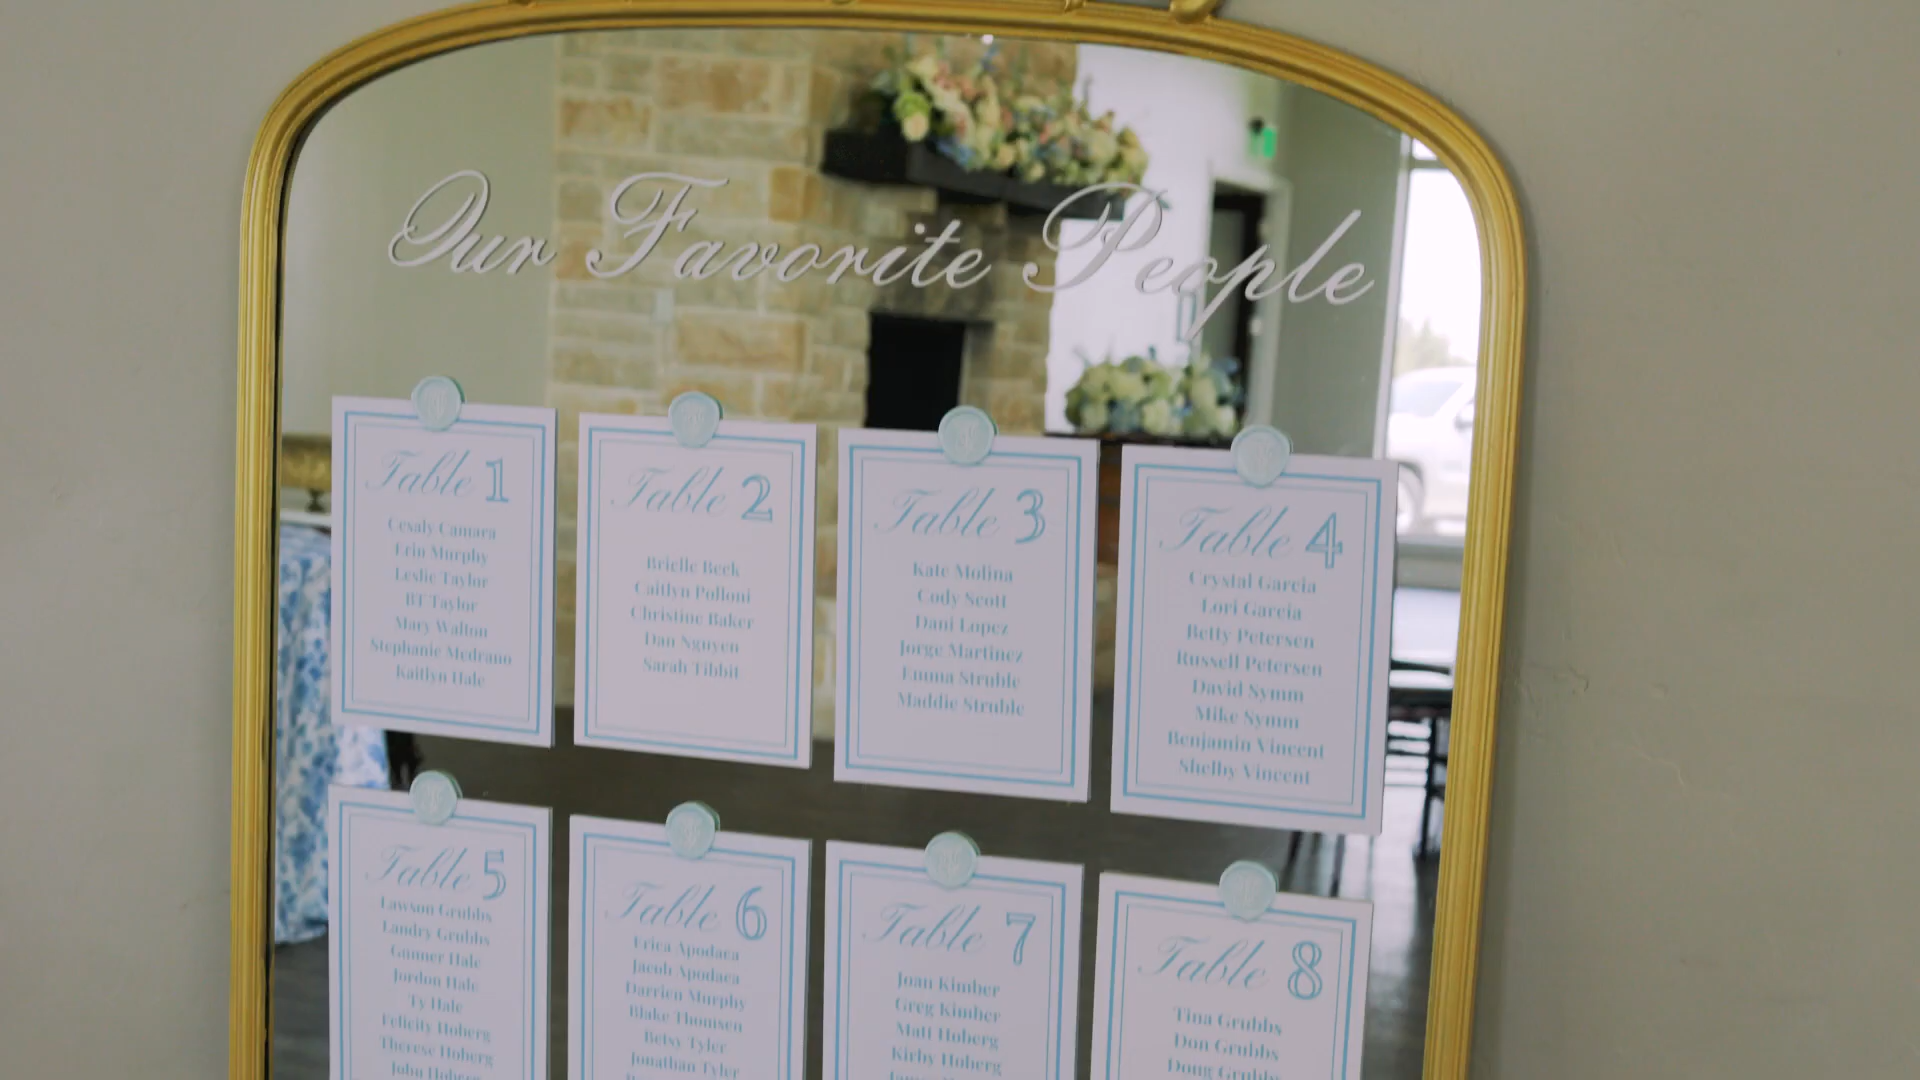 Our Favorite People
Table 1
Cesaly Camara
Erin Murphy
Leslie Taylor
BT Taylor
Mary Walton
Stephanie Medrano
Kaitlyn Hale
Table 2
Brielle Beck
Caitlyn Polloni
Christine Baker
Dan Nguyen
Sarah Tibbit
Table 3
Kate Molina
Cody Scott
Dani Lopez
Jorge Martinez
Emma Struble
Maddie Struble
Table 4
Crystal Garcia
Lori Garcia
Betty Petersen
Russell Petersen
David Symm
Mike Symm
Benjamin Vincent
Shelby Vincent
Table 5
Lawson Grubbs
Landry Grubbs
Gunner Hale
Jordon Hale
Ty Hale
Felicity Hoberg
Therese Hoberg
John Hoberg
Table 6
Erica Apodaca
Jacob Apodaca
Darrien Murphy
Blake Thomsen
Betsy Tyler
Jonathan Tyler
Table 7
Joan Kimber
Greg Kimber
Matt Hoberg
Kirby Hoberg
Table 8
Tina Grubbs
Don Grubbs
Doug Grubbs